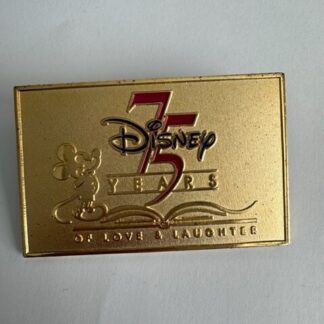 75
Disney
YEARS
OF LOVE & LAUGHTER